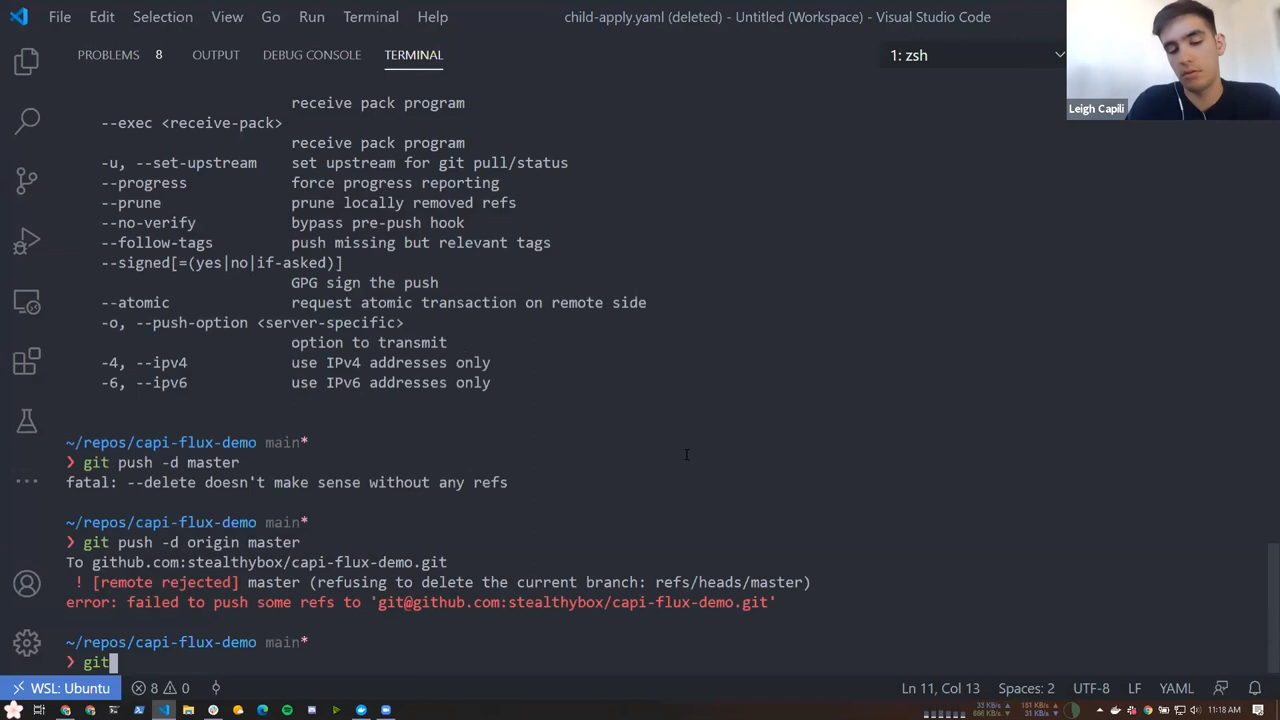 File Edit Selection View Go Run Terminal Help child-apply.yaml (deleted) - Untitled (Workspace) - Visual Studio Code
PROBLEMS 8 OUTPUT DEBUG CONSOLE TERMINAL 1: zsh
Leigh Capili
receive pack program
--exec <receive-pack>
receive pack program
-u, --set-upstream set upstream for git pull/status
--progress force progress reporting
--prune prune locally removed refs
--no-verify bypass pre-push hook
--follow-tags push missing but relevant tags
--signed[=(yes|no|if-asked)]
GPG sign the push
--atomic request atomic transaction on remote side
-o, --push-option <server-specific>
option to transmit
-4, --ipv4 use IPv4 addresses only
-6, --ipv6 use IPv6 addresses only
~/repos/capi-flux-demo main*
❯ git push -d master
fatal: --delete doesn't make sense without any refs
~/repos/capi-flux-demo main*
❯ git push -d origin master
To github.com:stealthybox/capi-flux-demo.git
! [remote rejected] master (refusing to delete the current branch: refs/heads/master)
error: failed to push some refs to 'git@github.com:stealthybox/capi-flux-demo.git'
~/repos/capi-flux-demo main*
❯ git
WSL: Ubuntu 8 0 Ln 11, Col 13 Spaces: 2 UTF-8 LF YAML
11:18 AM